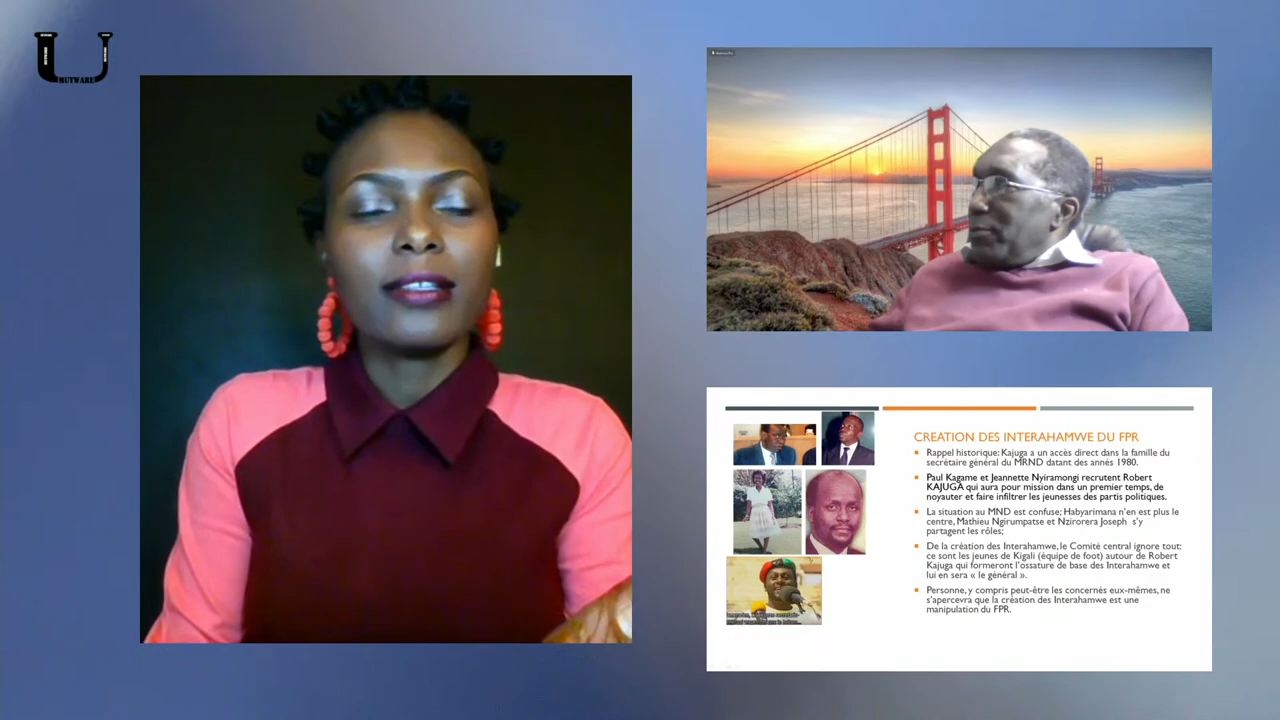 U
MUTWARE
CREATION DES INTERAHAMWE DU FPR
Rappel historique: Kajuga a un accès direct dans la famille du
secrétaire général du MRND datant des annés 1980.
Paul Kagame et Jeannette Nyiramongi recrutent Robert
KAJUGA qui aura pour mission dans un premier temps, de
noyauter et faire infiltrer les jeunesses des partis politiques.
La situation au MND est confuse; Habyarimana n'en est plus le
centre, Mathieu Ngirumpatse et Nzirorera Joseph s'y
partagent les rôles;
De la création des Interahamwe, le Comité central ignore tout:
ce sont les jeunes de Kigali (équipe de foot) autour de Robert
Kajuga qui formeront l'ossature de base des Interahamwe et
lui en sera « le général ».
Personne, y compris peut-être les concernés eux-mêmes, ne
s'apercevra que la création des Interahamwe est une
manipulation du FPR.